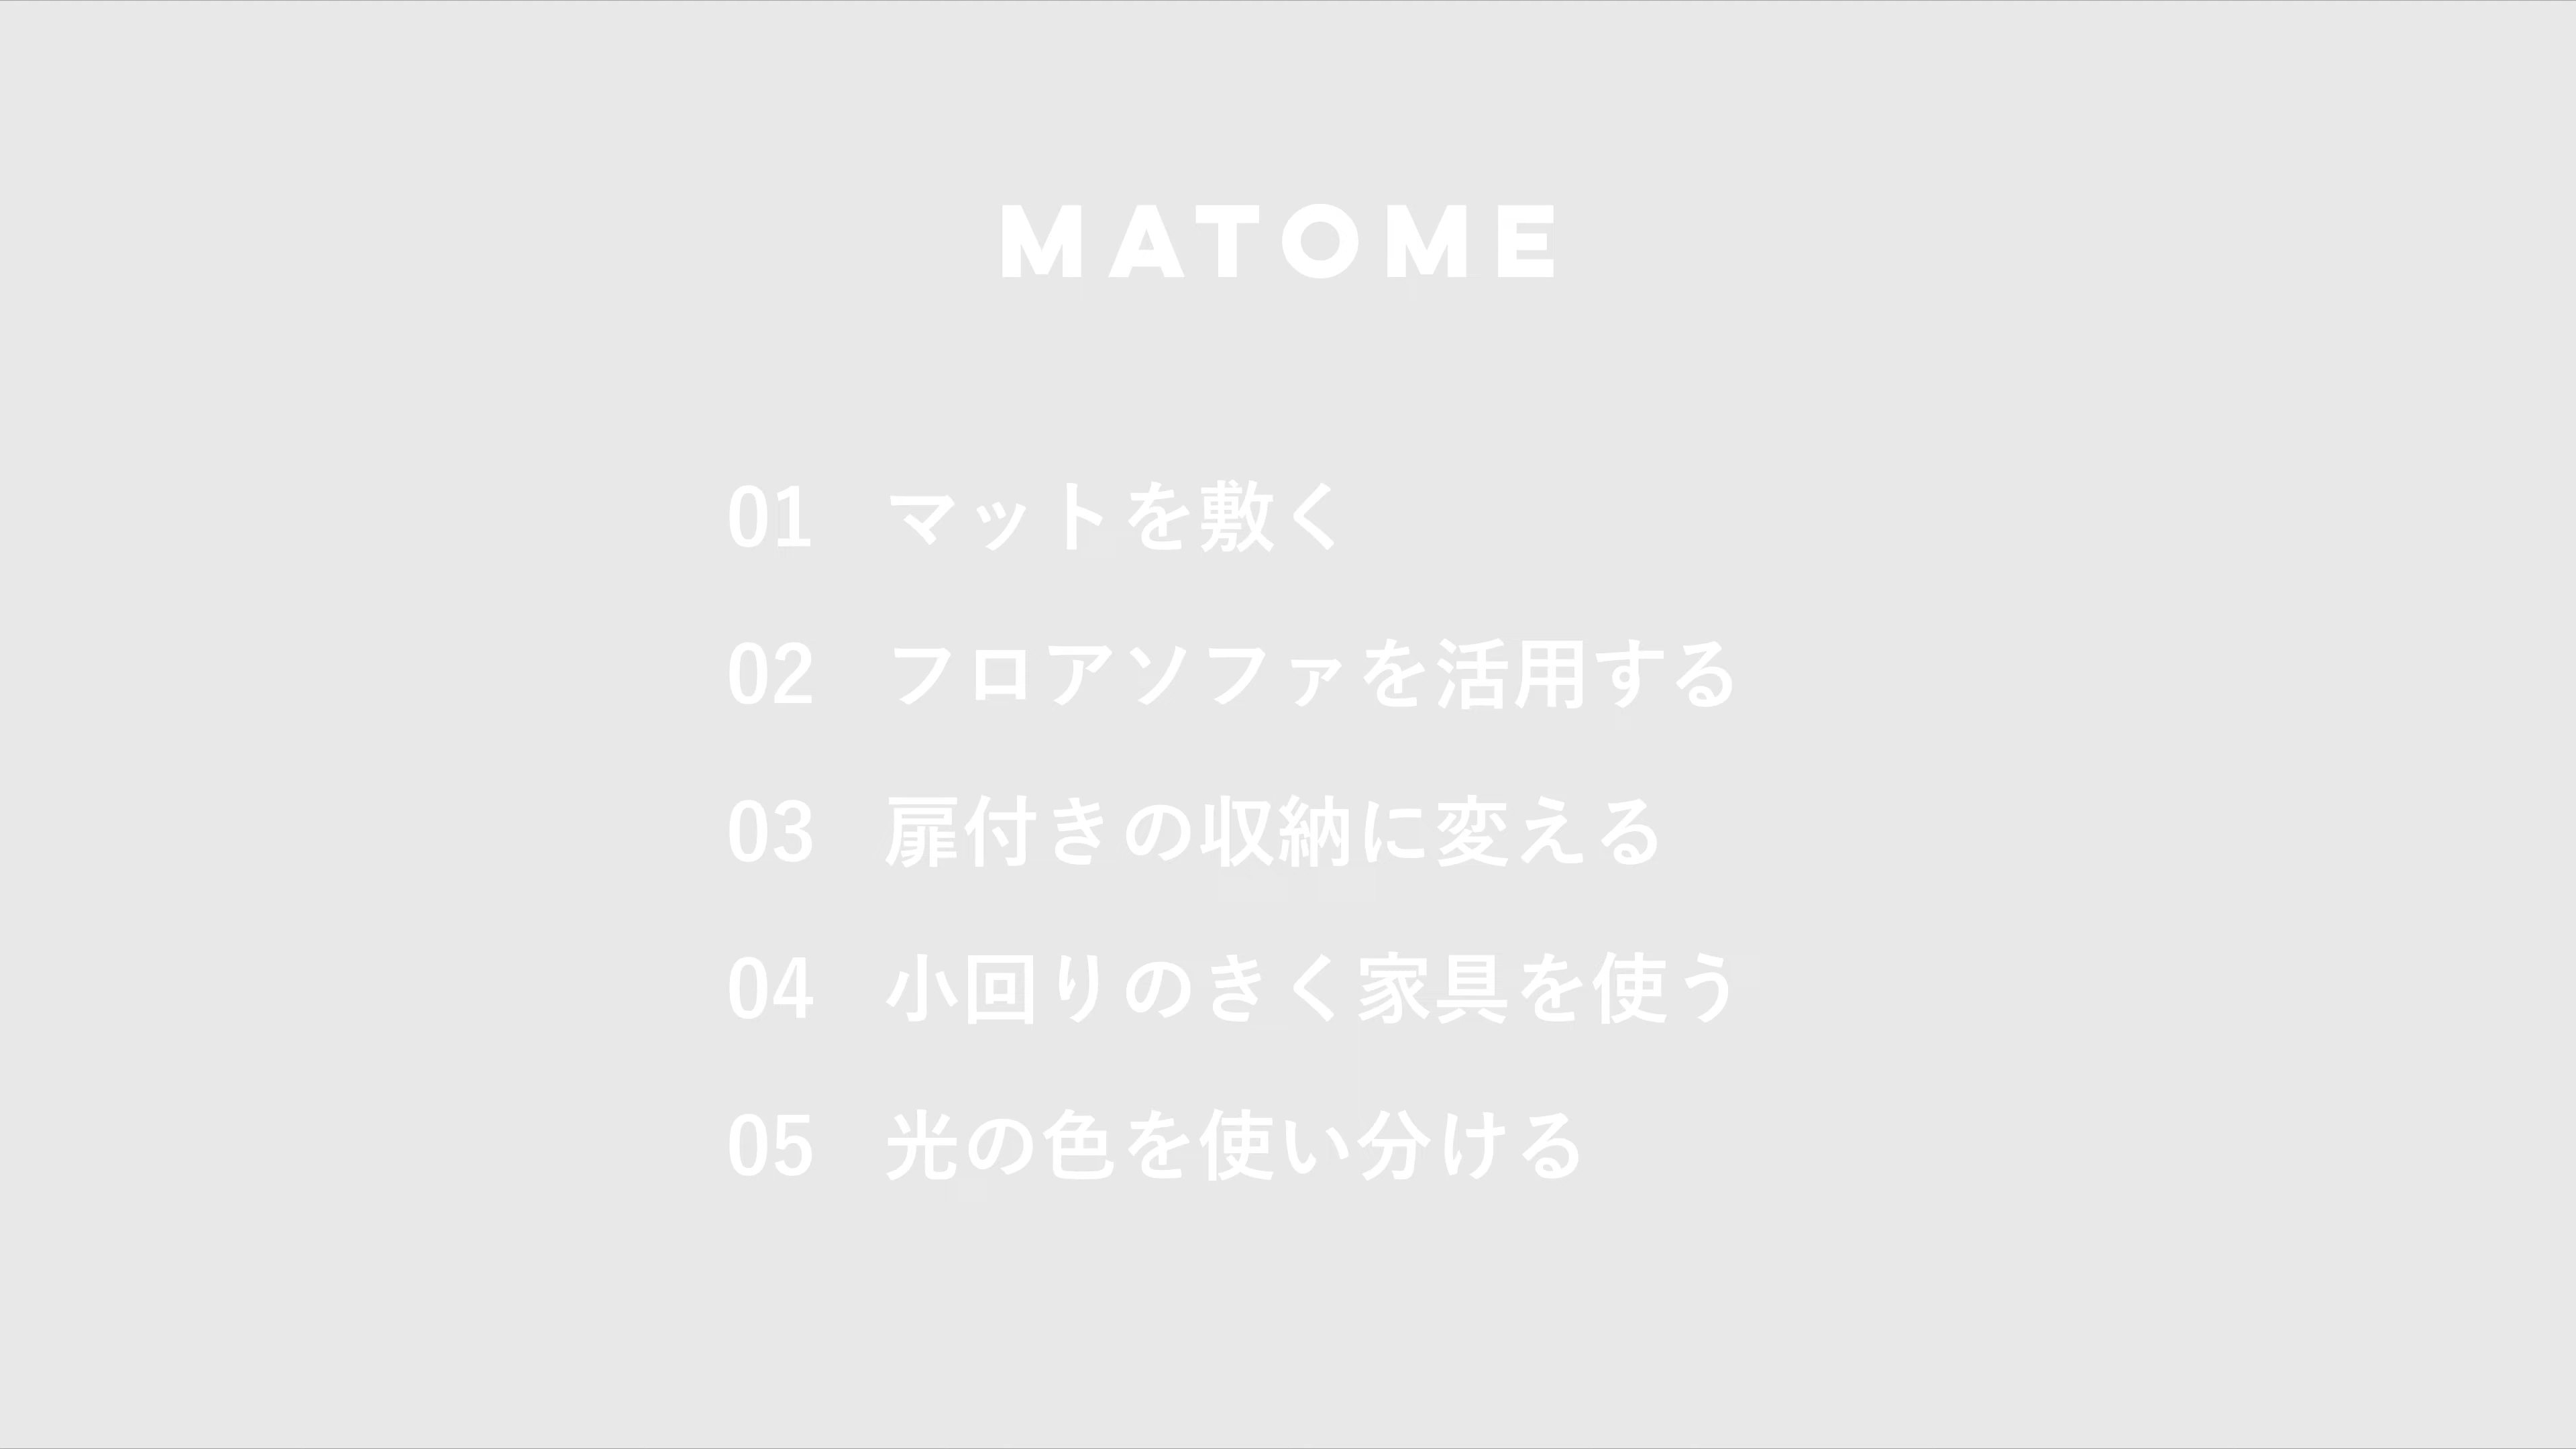 MATOME
01 マットを敷く
02 フロアソファを活用する
03 扉付きの収納に変える
04 小回りのきく家具を使う
05 光の色を使い分ける